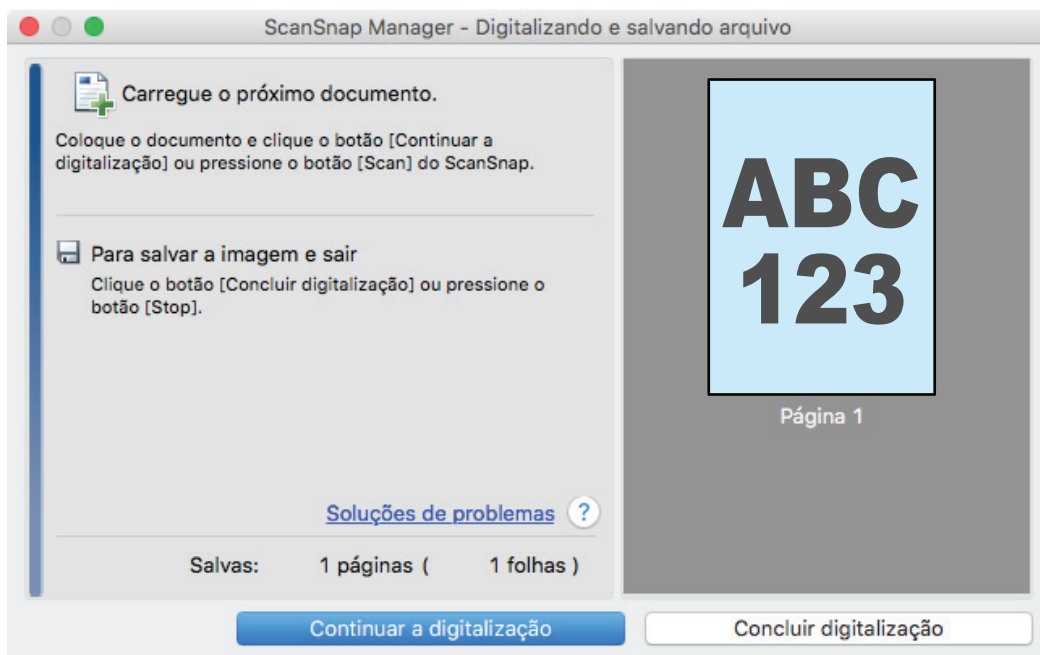 ScanSnap Manager - Digitalizando e salvando arquivo
Carregue o próximo documento.
Coloque o documento e clique o botão [Continuar a
digitalização] ou pressione o botão [Scan] do ScanSnap.
Para salvar a imagem e sair
Clique o botão [Concluir digitalização] ou pressione o
botão [Stop].
Soluções de problemas ?
Salvas: 1 páginas ( 1 folhas )
ABC
123
Página 1
Continuar a digitalização
Concluir digitalização